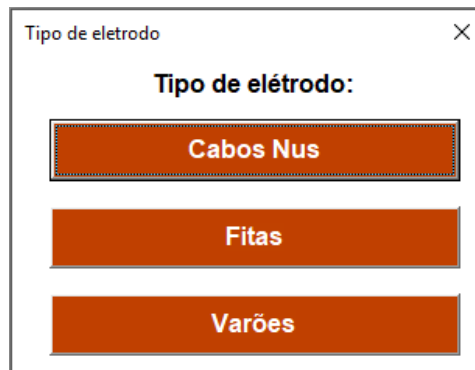 Tipo de eletrodo
Tipo de elétrodo:
Cabos Nus
Fitas
Varões